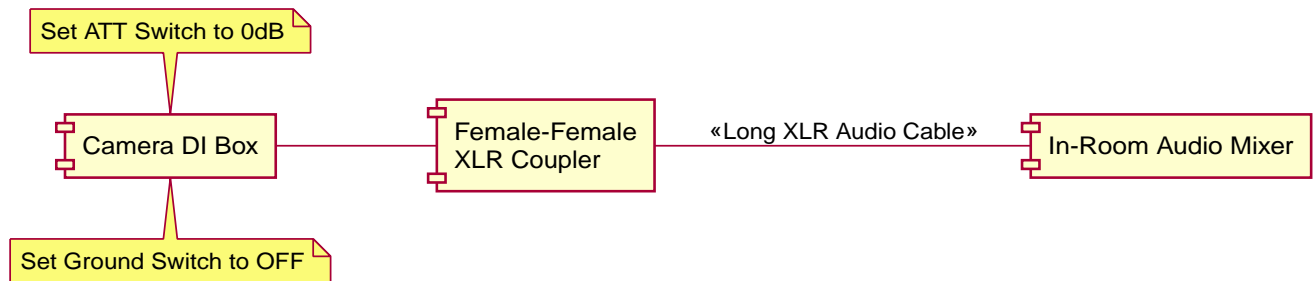 Set ATT Switch to 0dB
Camera DI Box
Female-Female
XLR Coupler
«Long XLR Audio Cable»
In-Room Audio Mixer
Set Ground Switch to OFF